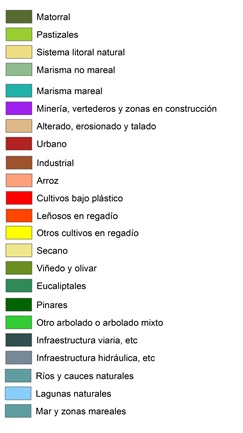 Matorral
Pastizales
Sistema litoral natural
Marisma no mareal
Marisma mareal
Minería, vertederos y zonas en construcción
Alterado, erosionado y talado
Urbano
Industrial
Arroz
Cultivos bajo plástico
Leñosos en regadío
Otros cultivos en regadío
Secano
Viñedo y olivar
Eucaliptales
Pinares
Otro arbolado o arbolado mixto
Infraestructura viaria, etc
Infraestructura hidráulica, etc
Ríos y cauces naturales
Lagunas naturales
Mar y zonas mareales